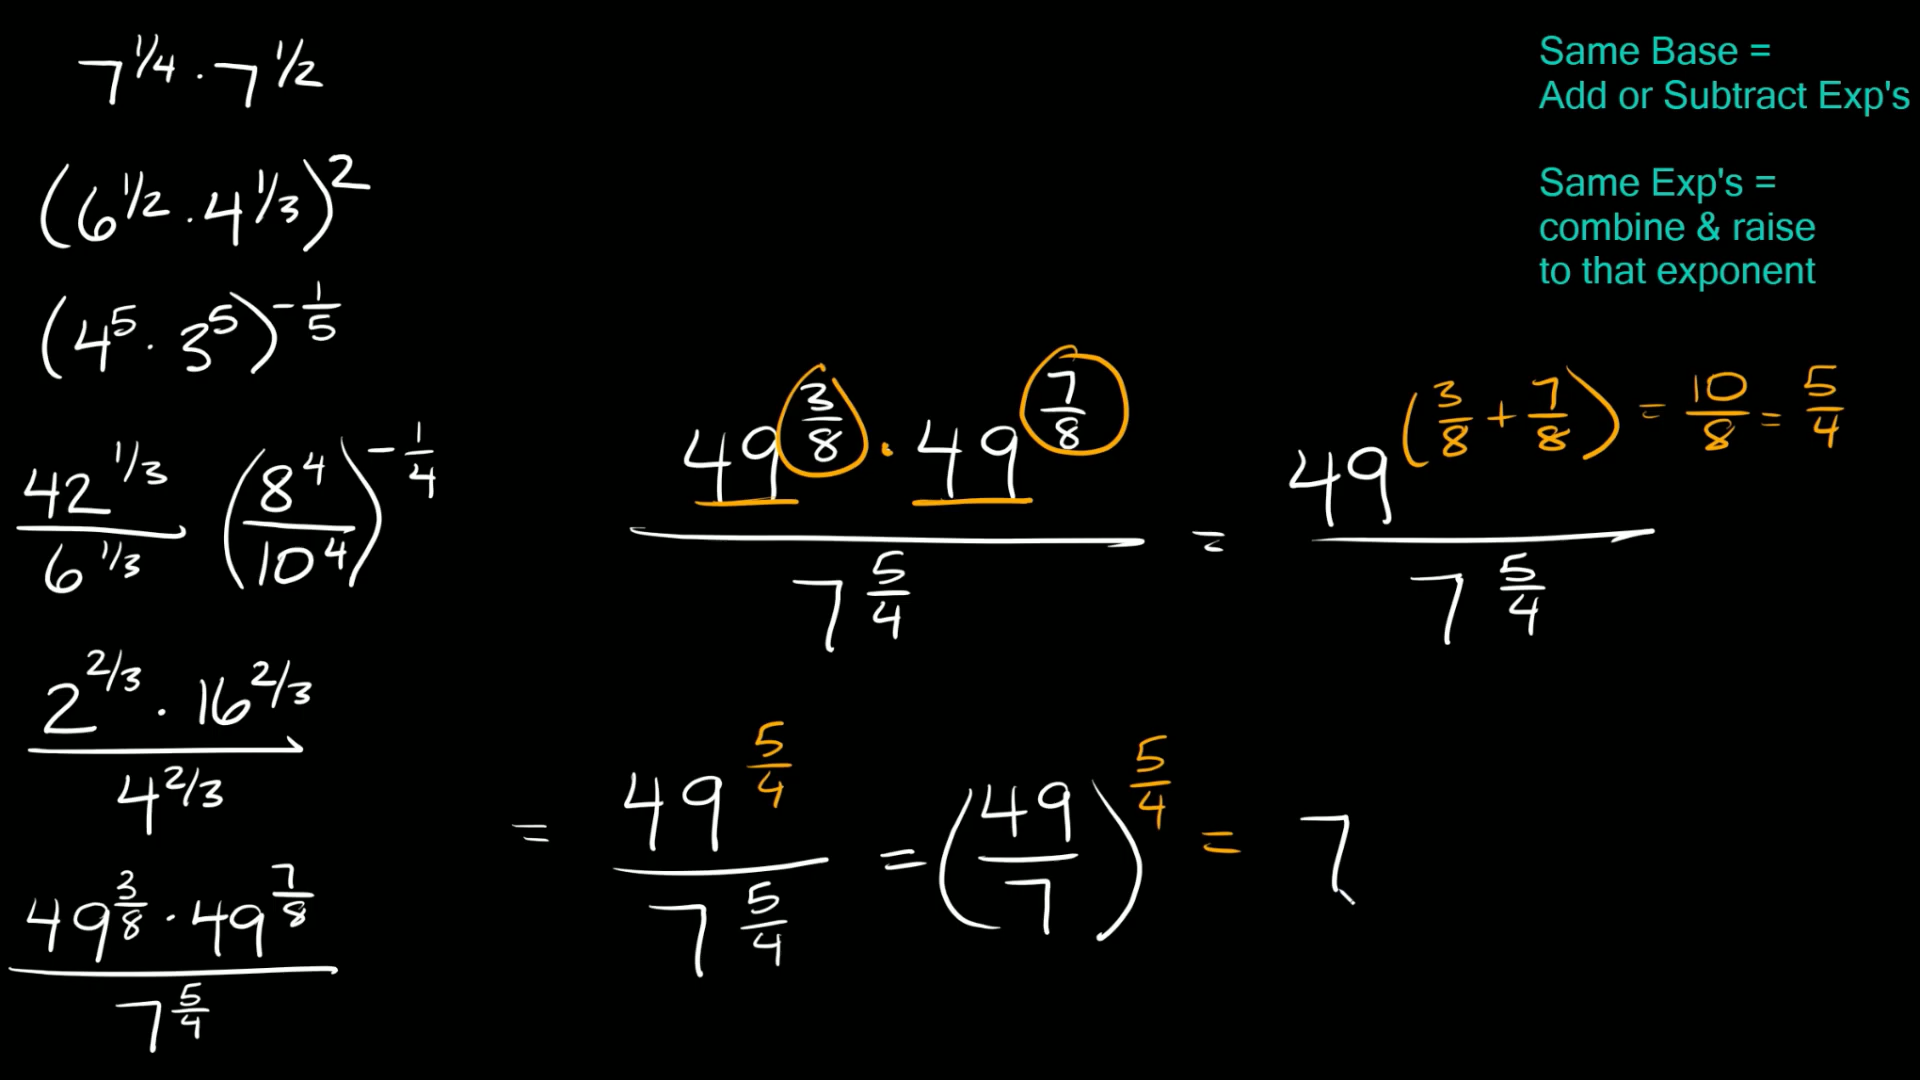 7^1/4 · 7^1/2
(6^1/2 · 4^1/3)^2
(4^5 · 3^5)^-1/5
42^1/3 / 6^1/3 (8^4 / 10^4)^-1/4
2^2/3 · 16^2/3 / 4^2/3
49^3/8 · 49^7/8 / 7^5/4
Same Base =
Add or Subtract Exp's
Same Exp's =
combine & raise
to that exponent
49^3/8 · 49^7/8 / 7^5/4 = 49^(3/8 + 7/8) = 10/8 = 5/4 / 7^5/4
= 49^5/4 / 7^5/4 = (49/7)^5/4 = 7